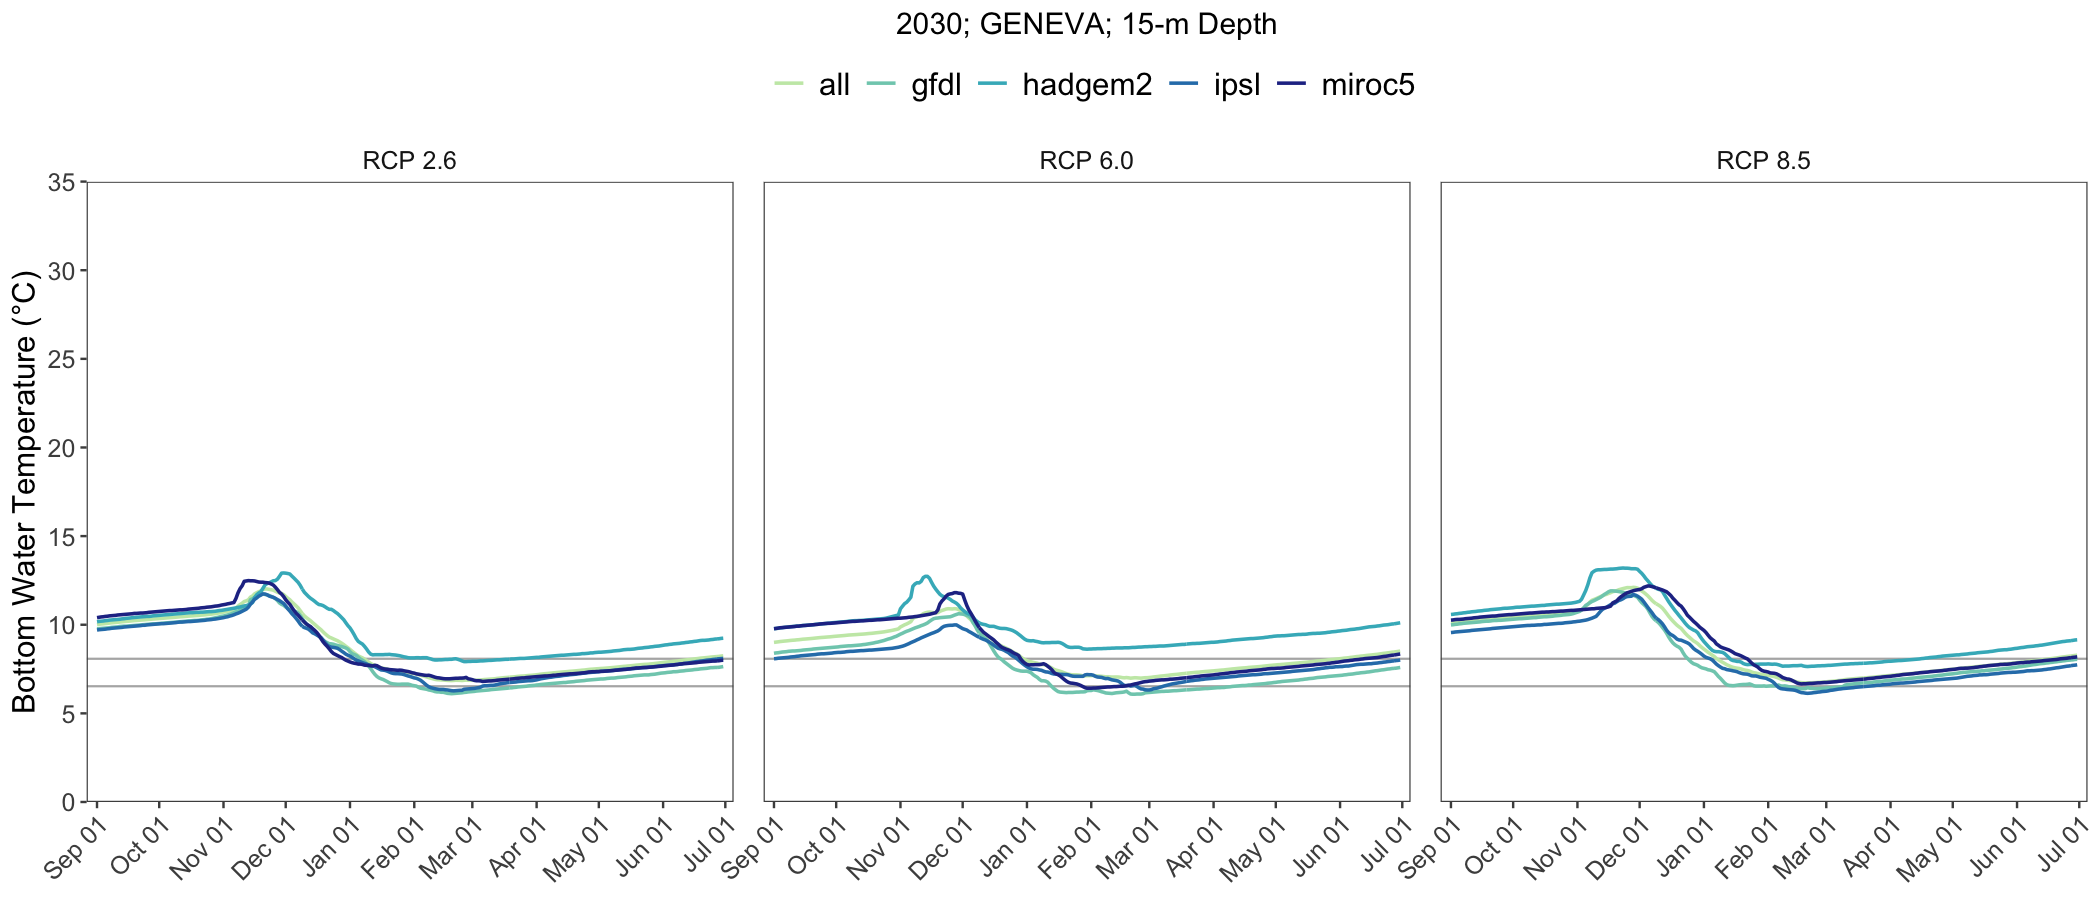 2030; GENEVA; 15-m Depth
all gfdl hadgem2 ipsl miroc5
RCP 2.6 RCP 6.0 RCP 8.5
Bottom Water Temperature (°C)
35
30
25
20
15
10
5
0
Sep 01 Oct 01 Nov 01 Dec 01 Jan 01 Feb 01 Mar 01 Apr 01 May 01 Jun 01 Jul 01
Sep 01 Oct 01 Nov 01 Dec 01 Jan 01 Feb 01 Mar 01 Apr 01 May 01 Jun 01 Jul 01
Sep 01 Oct 01 Nov 01 Dec 01 Jan 01 Feb 01 Mar 01 Apr 01 May 01 Jun 01 Jul 01